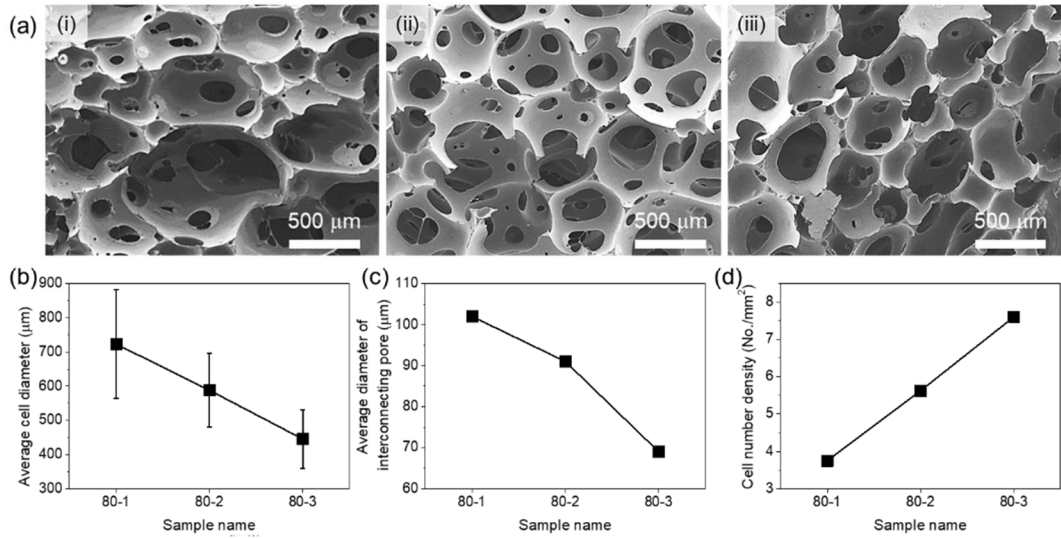 (a) (i) (ii) (iii)
500 μm 500 μm 500 μm
(b) (c) (d)
900
800
700
600
500
400
300
Average cell diameter (μm)
80-1 80-2 80-3
Sample name
110
100
90
80
70
60
Average diameter of
interconnecting pore (μm)
80-1 80-2 80-3
Sample name
8
7
6
5
4
3
Cell number density (No./mm²)
80-1 80-2 80-3
Sample name